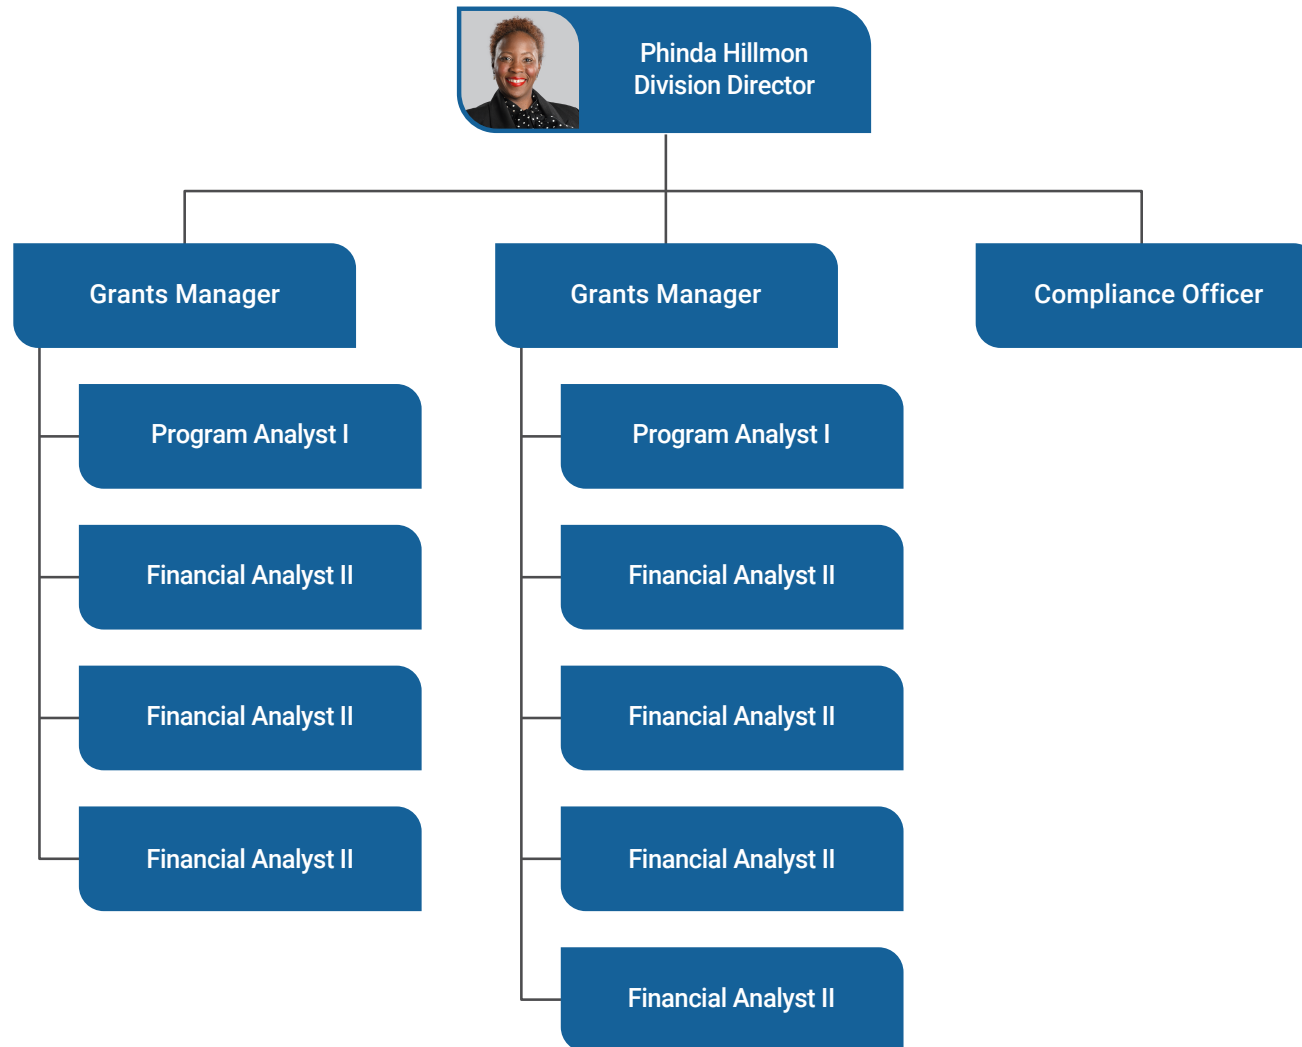 Phinda Hillmon
Division Director
Grants Manager
Grants Manager
Compliance Officer
Program Analyst I
Financial Analyst II
Financial Analyst II
Financial Analyst II
Program Analyst I
Financial Analyst II
Financial Analyst II
Financial Analyst II
Financial Analyst II